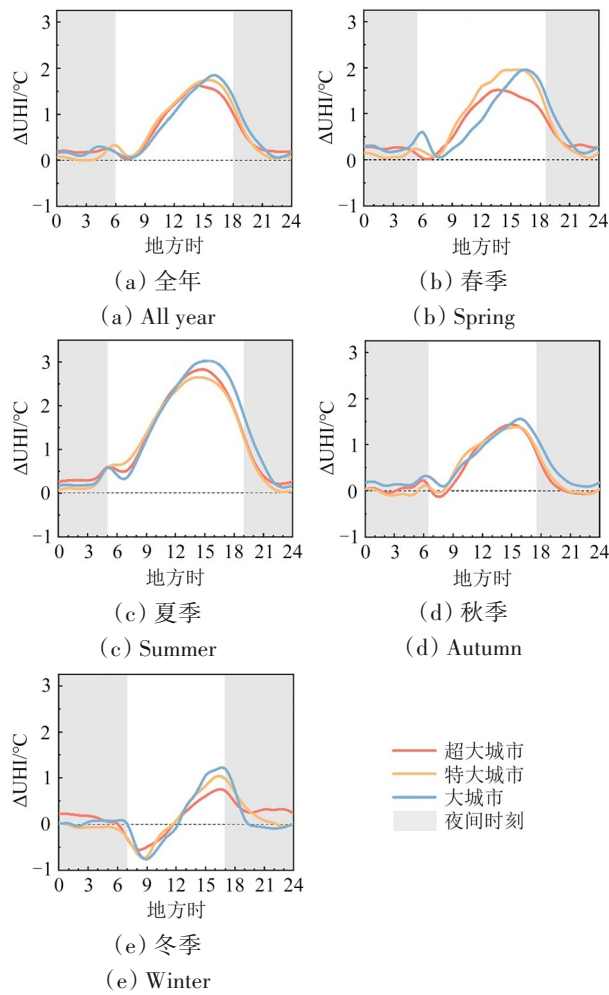 3
2
1
0
−1
ΔUHI/°C
0 3 6 9 12 15 18 21 24
地方时
(a) 全年
(a) All year
3
2
1
0
−1
ΔUHI/°C
0 3 6 9 12 15 18 21 24
地方时
(b) 春季
(b) Spring
3
2
1
0
−1
ΔUHI/°C
0 3 6 9 12 15 18 21 24
地方时
(c) 夏季
(c) Summer
3
2
1
0
−1
ΔUHI/°C
0 3 6 9 12 15 18 21 24
地方时
(d) 秋季
(d) Autumn
3
2
1
0
−1
ΔUHI/°C
0 3 6 9 12 15 18 21 24
地方时
(e) 冬季
(e) Winter
超大城市
特大城市
大城市
夜间时刻